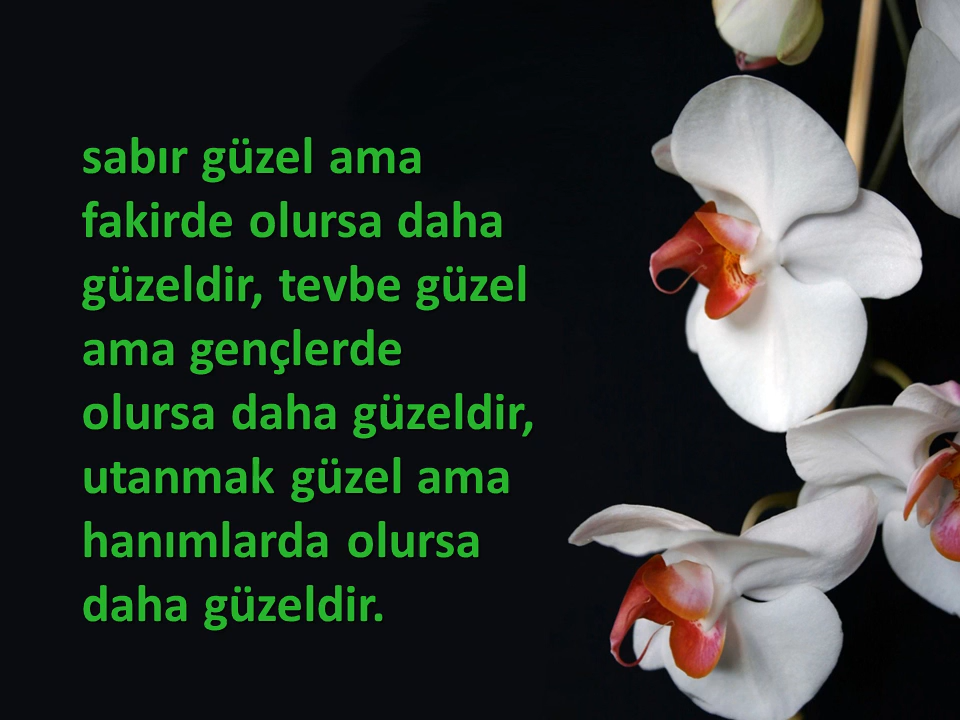 sabır güzel ama
fakirde olursa daha
güzeldir, tevbe güzel
ama gençlerde
olursa daha güzeldir,
utanmak güzel ama
hanımlarda olursa
daha güzeldir.